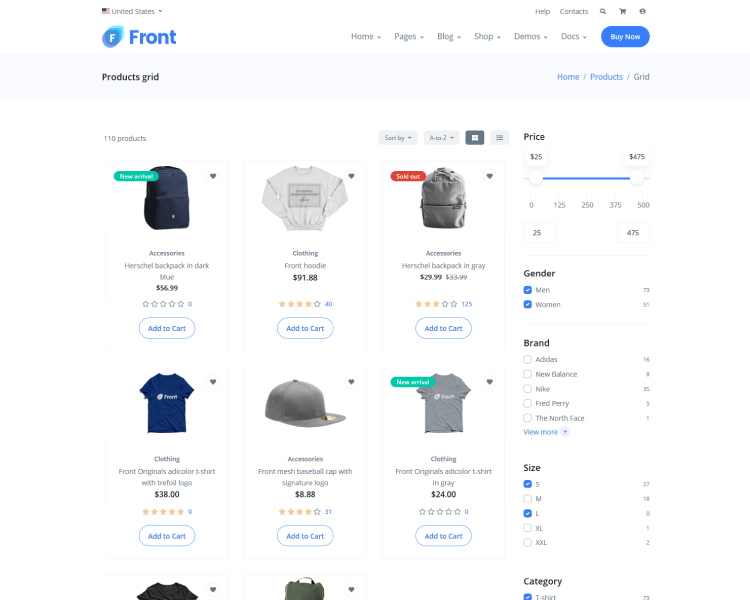 United States
Help Contacts
Front
Home Pages Blog Shop Demos Docs Buy Now
Products grid
Home / Products / Grid
110 products
Sort by A-to-Z
New arrival
Accessories
Herschel backpack in dark
blue
$56.99
0
Add to Cart
Clothing
Front hoodie
$91.88
40
Add to Cart
Sold out
Accessories
Herschel backpack in gray
$29.99 $33.99
125
Add to Cart
Front
Clothing
Front Originals adicolor t-shirt
with trefoil logo
$38.00
9
Add to Cart
Accessories
Front mesh baseball cap with
signature logo
$8.88
31
Add to Cart
New arrival
Front
Clothing
Front Originals adicolor t-shirt
in gray
$24.00
0
Add to Cart
Price
$25 $475
0 125 250 375 500
25 475
Gender
Men 73
Women 51
Brand
Adidas 16
New Balance 8
Nike 35
Fred Perry 5
The North Face 1
View more +
Size
S 27
M 18
L 0
XL 1
XXL 2
Category
T-shirt 73